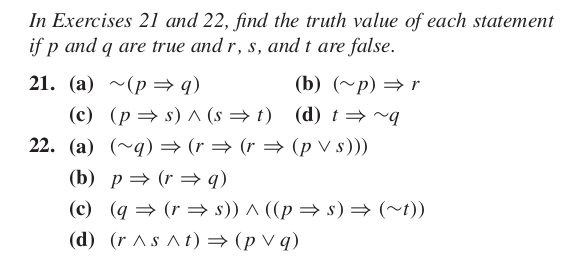 In Exercises 21 and 22, find the truth value of each statement
if p and q are true and r, s, and t are false.
21. (a) ~(p ⇒ q) (b) (~p) ⇒ r
(c) (p ⇒ s) ∧ (s ⇒ t) (d) t ⇒ ~q
22. (a) (~q) ⇒ (r ⇒ (r ⇒ (p ∨ s)))
(b) p ⇒ (r ⇒ q)
(c) (q ⇒ (r ⇒ s)) ∧ ((p ⇒ s) ⇒ (~t))
(d) (r ∧ s ∧ t) ⇒ (p ∨ q)